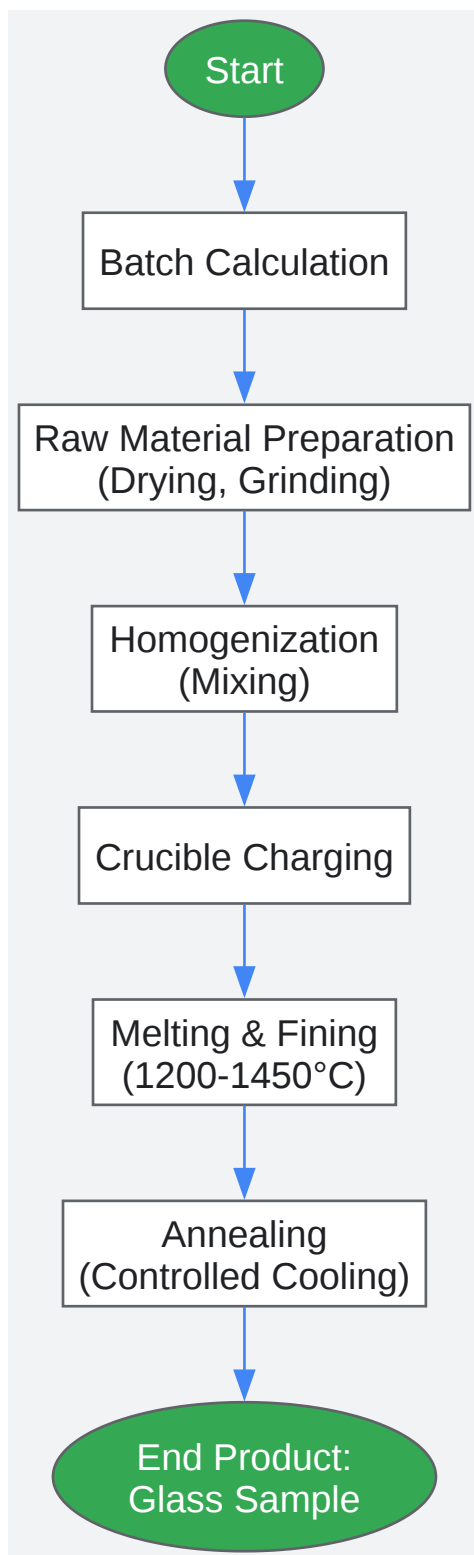 Start
Batch Calculation
Raw Material Preparation
(Drying, Grinding)
Homogenization
(Mixing)
Crucible Charging
Melting & Fining
(1200-1450°C)
Annealing
(Controlled Cooling)
End Product:
Glass Sample